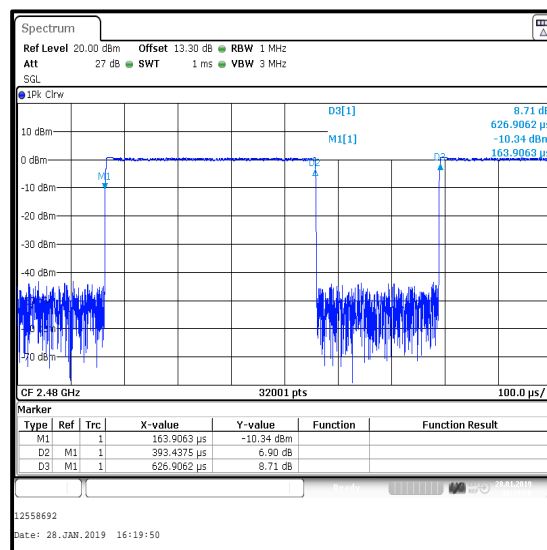 Spectrum
Ref Level 20.00 dBm Offset 13.30 dB RBW 1 MHz
Att 27 dB SWT 1 ms VBW 3 MHz
SGL
1Pk Clrw
D3[1] 8.71 dB
626.9062 µs
M1[1] -10.34 dBm
163.9063 µs
10 dBm
0 dBm
M1
D2
D3
-10 dBm
-20 dBm
-30 dBm
-40 dBm
-70 dBm
CF 2.48 GHz 32001 pts 100.0 µs/
Marker
Type Ref Trc X-value Y-value Function Function Result
M1 1 163.9063 µs -10.34 dBm
D2 M1 1 393.4375 µs 6.90 dB
D3 M1 1 626.9062 µs 8.71 dB
Ready 28.01.2019
12558692
Date: 28.JAN.2019 16:19:50